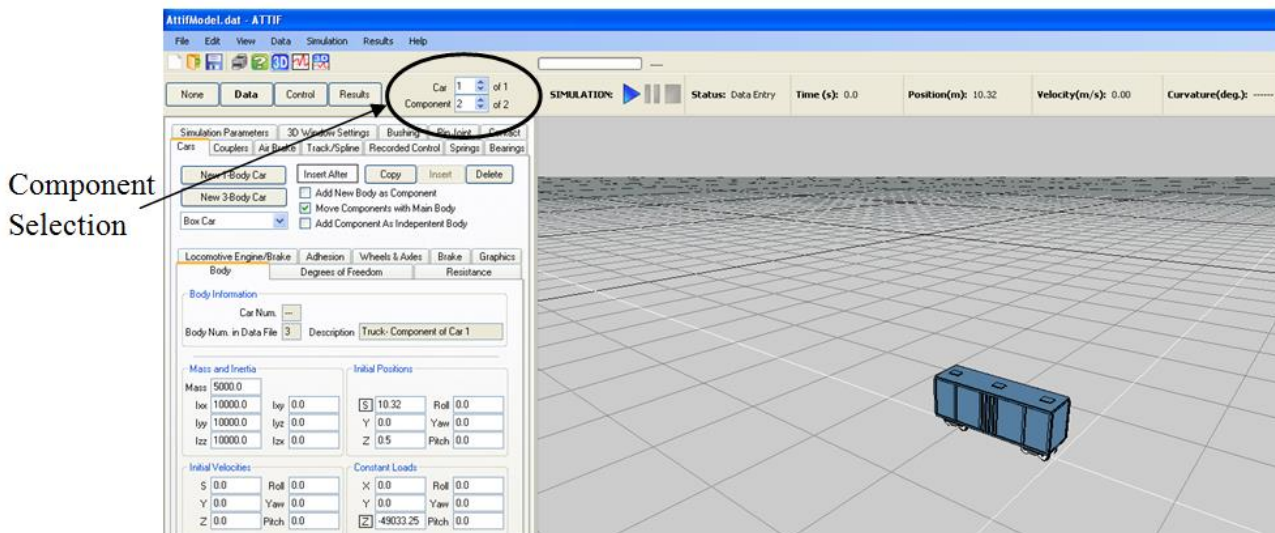 AttifModel.dat - ATTIF
File Edit View Data Simulation Results Help
3D 3D
None Data Control Results
Car 1 of 1
Component 2 of 2
SIMULATION: Status: Data Entry Time (s): 0.0 Position(m): 10.32 Velocity(m/s): 0.00 Curvature(deg.): -----
Component
Selection
Simulation Parameters 3D Window Settings Bushing Pin Joint Contact
Cars Couplers Air Brake Track/Spline Recorded Control Springs Bearings
New 1-Body Car Insert After Copy Insert Delete
New 3-Body Car Add New Body as Component
Move Components with Main Body
Box Car Add Component As Indepentent Body
Locomotive Engine/Brake Adhesion Wheels & Axles Brake Graphics
Body Degrees of Freedom Resistance
Body Information
Car Num. ---
Body Num. in Data File 3 Description Truck- Component of Car 1
Mass and Inertia Initial Positions
Mass 5000.0
Ixx 10000.0 Ixy 0.0 S 10.32 Roll 0.0
Iyy 10000.0 Iyz 0.0 Y 0.0 Yaw 0.0
Izz 10000.0 Izx 0.0 Z 0.5 Pitch 0.0
Initial Velocities Constant Loads
S 0.0 Roll 0.0 X 0.0 Roll 0.0
Y 0.0 Yaw 0.0 Y 0.0 Yaw 0.0
Z 0.0 Pitch 0.0 Z -49033.25 Pitch 0.0